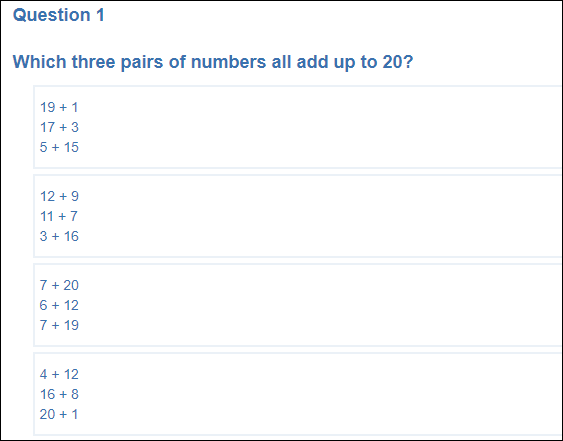 Question 1
Which three pairs of numbers all add up to 20?
19 + 1
17 + 3
5 + 15
12 + 9
11 + 7
3 + 16
7 + 20
6 + 12
7 + 19
4 + 12
16 + 8
20 + 1